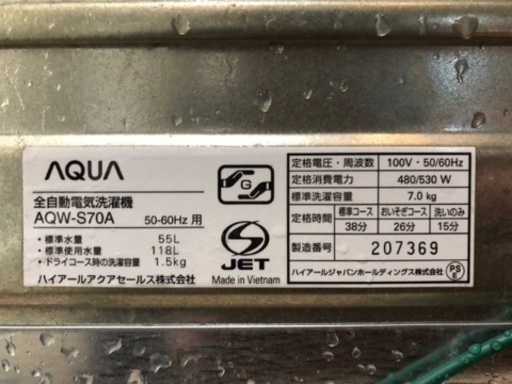 AQUA
全自動電気洗濯機
AQW-S70A 50-60Hz 用
・標準水量 55L
・標準使用水量 118L
・ドライコース時の洗濯容量 1.5kg
ハイアールアクアセールス株式会社
G
JET
Made in Vietnam
定格電圧・周波数 100V・50/60Hz
定格消費電力 480/530 W
標準洗濯容量 7.0 kg
定格時間 標準コース おいそぎコース 洗いのみ
38分 26分 15分
製造番号 207369
ハイアールジャパンホールディングス株式会社
PS
E